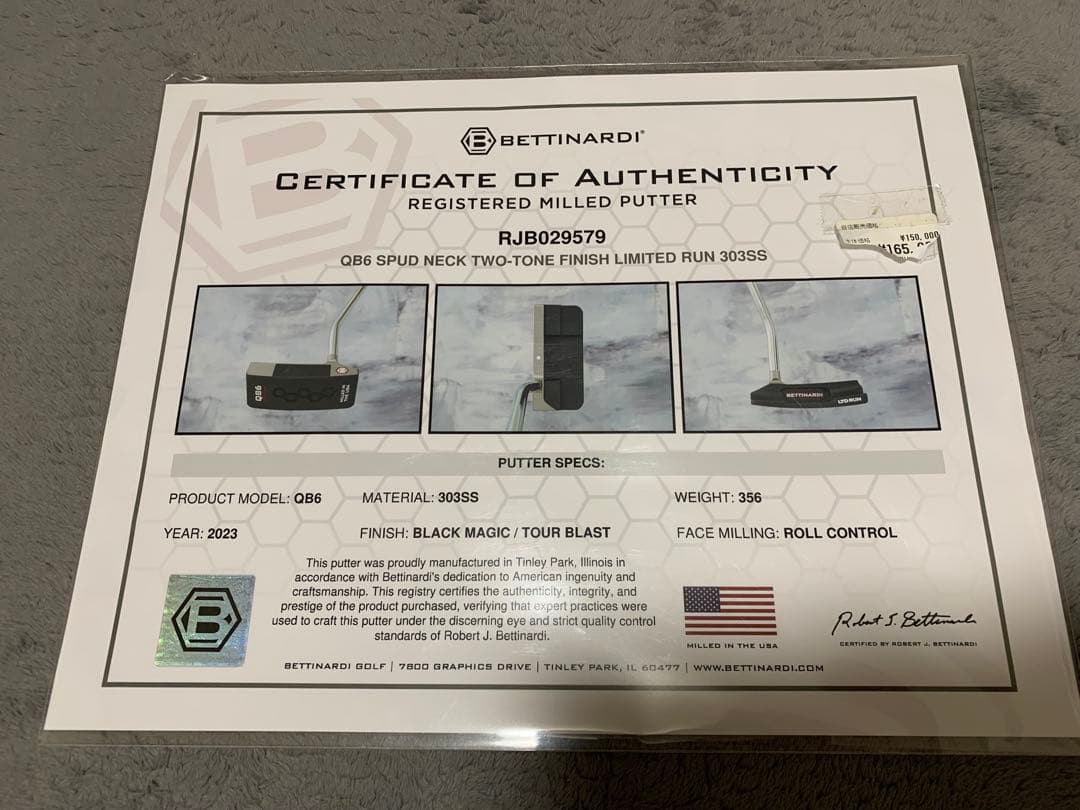 BETTINARDI®
CERTIFICATE OF AUTHENTICITY
REGISTERED MILLED PUTTER
RJB029579
QB6 SPUD NECK TWO-TONE FINISH LIMITED RUN 303SS
¥150,000
¥165.
QB6
MILLED IN THE USA
BETTINARDI
LTD RUN
PUTTER SPECS:
PRODUCT MODEL: QB6 MATERIAL: 303SS WEIGHT: 356
YEAR: 2023 FINISH: BLACK MAGIC / TOUR BLAST FACE MILLING: ROLL CONTROL
This putter was proudly manufactured in Tinley Park, Illinois in
accordance with Bettinardi's dedication to American ingenuity and
craftsmanship. This registry certifies the authenticity, integrity, and
prestige of the product purchased, verifying that expert practices were
used to craft this putter under the discerning eye and strict quality control
standards of Robert J. Bettinardi.
MILLED IN THE USA
Robert J. Bettinardi
CERTIFIED BY ROBERT J. BETTINARDI
BETTINARDI GOLF | 7800 GRAPHICS DRIVE | TINLEY PARK, IL 60477 | WWW.BETTINARDI.COM